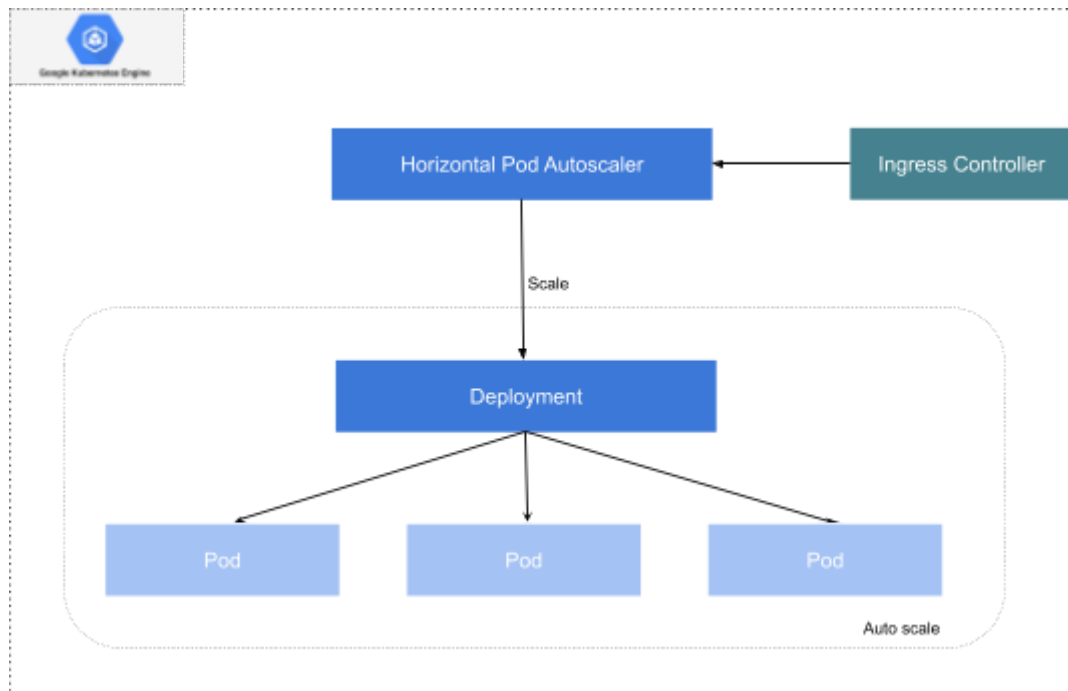 Google Kubernetes Engine
Horizontal Pod Autoscaler
Ingress Controller
Scale
Deployment
Pod
Pod
Pod
Auto scale